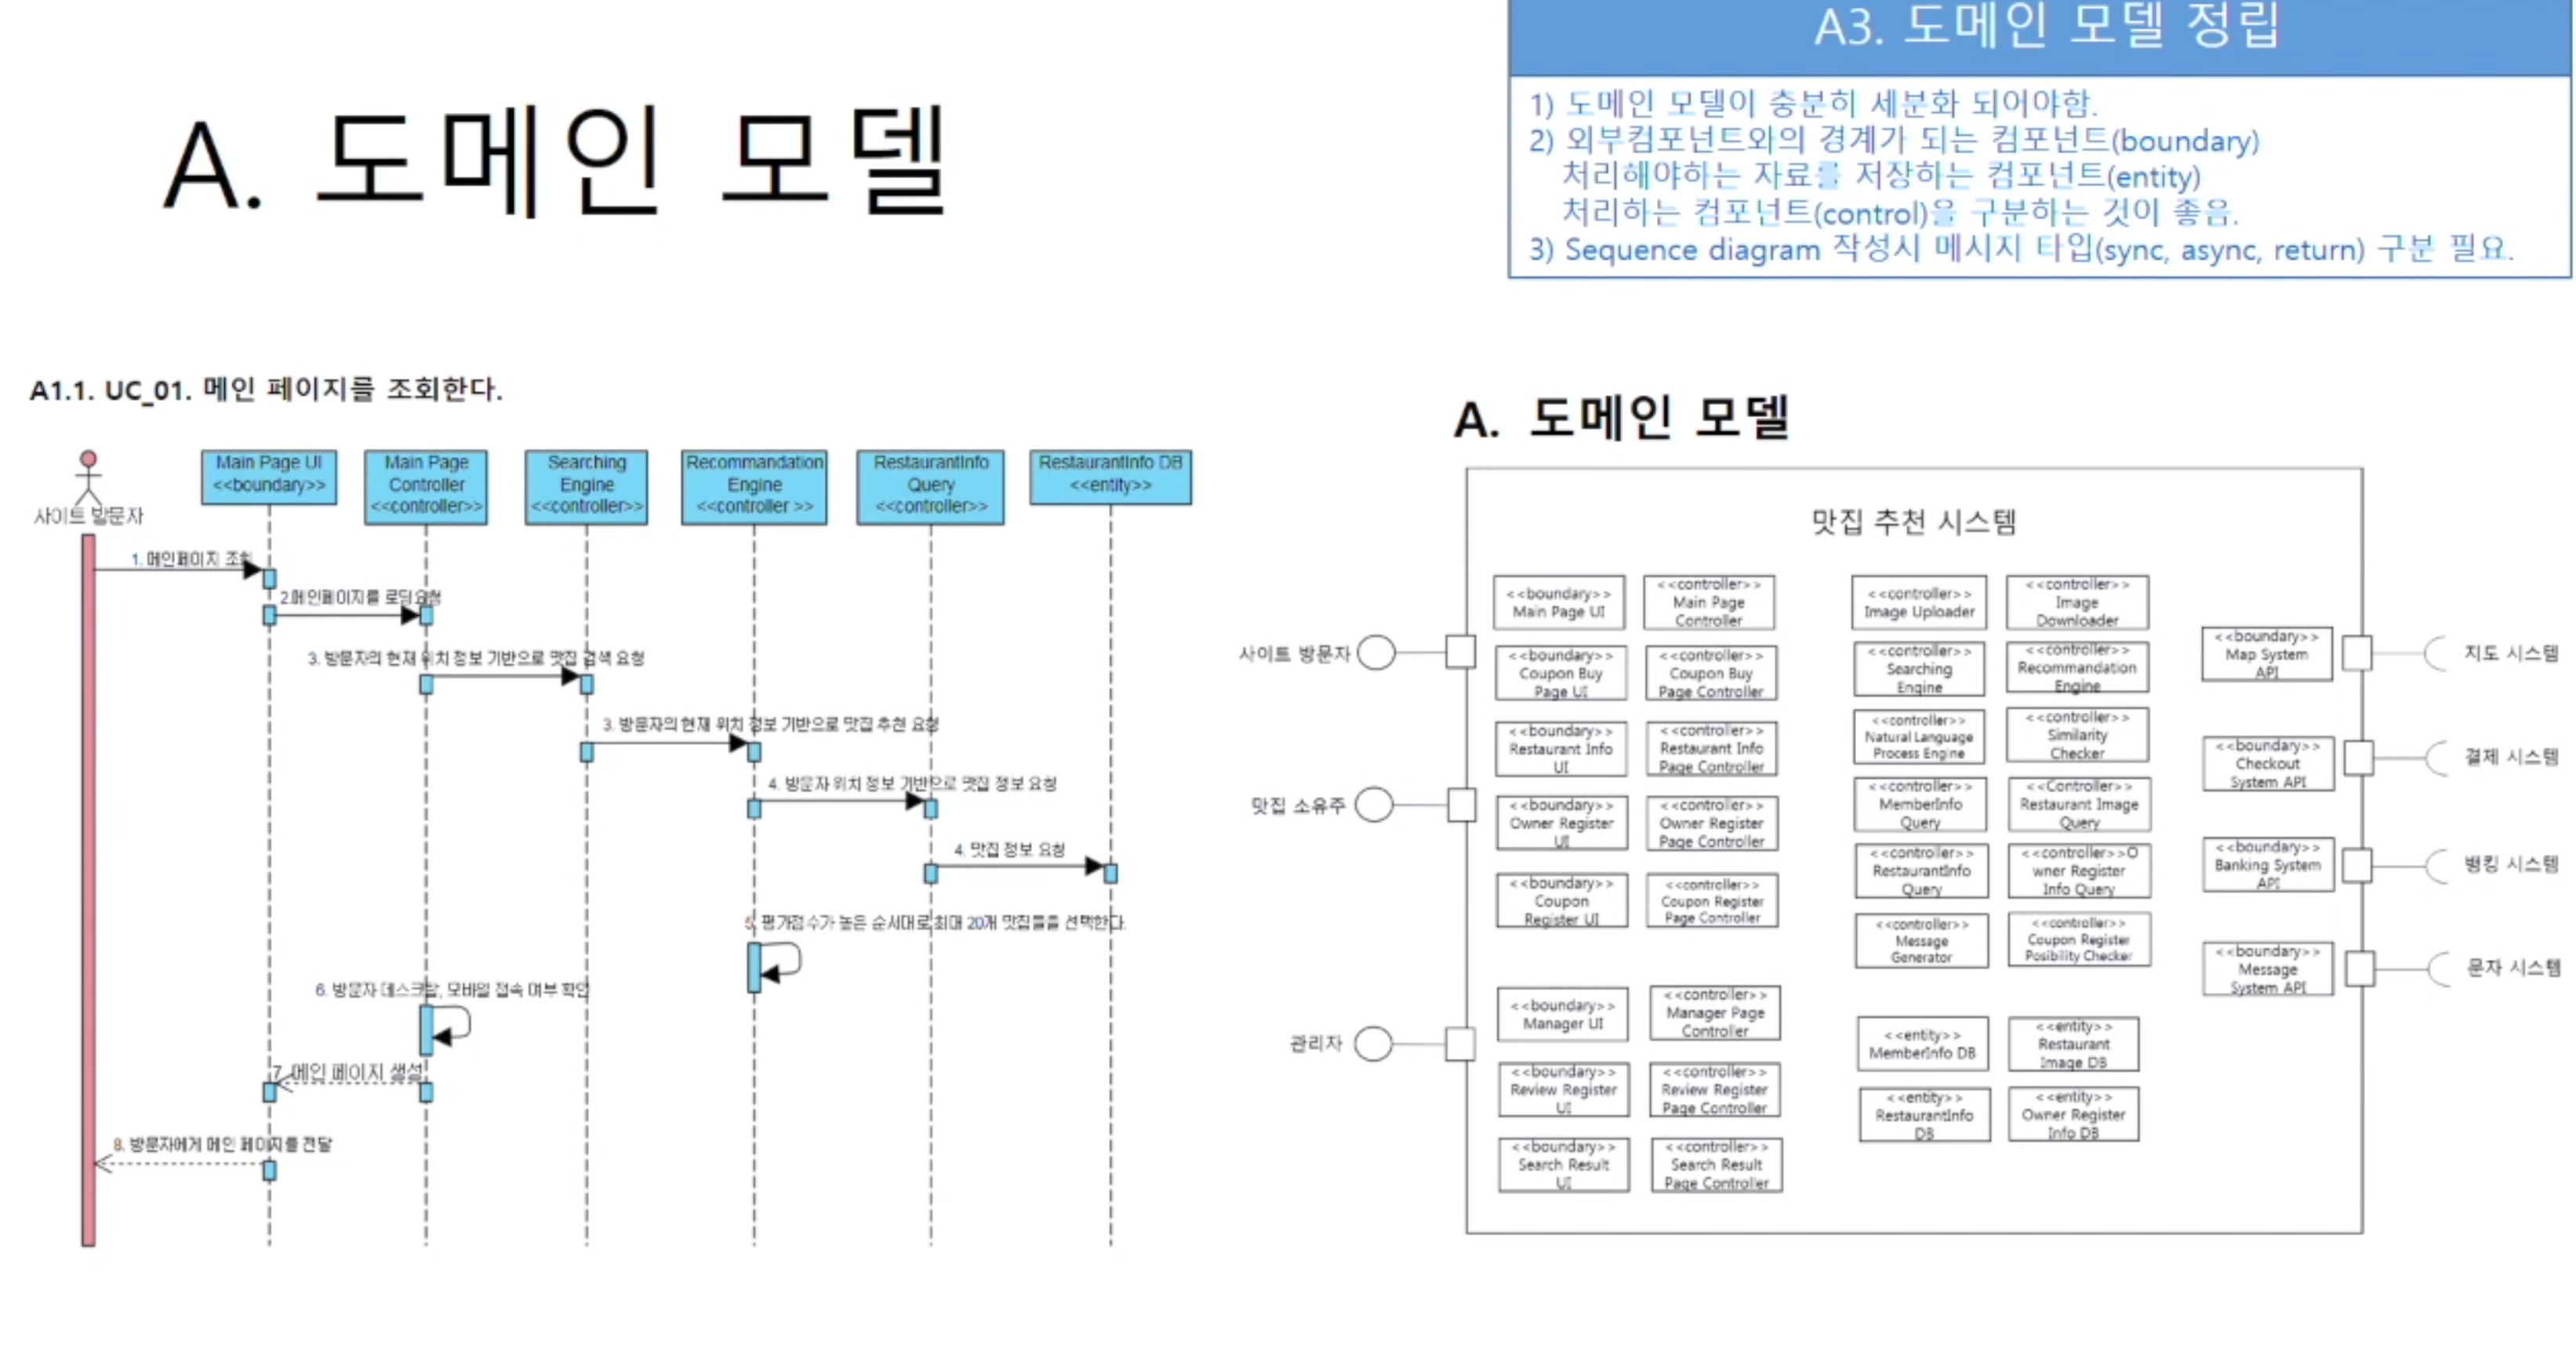 A. 도메인 모델
A3. 도메인 모델 정립
1) 도메인 모델이 충분히 세분화 되어야함.
2) 외부컴포넌트와의 경계가 되는 컴포넌트(boundary)
처리해야하는 자료를 저장하는 컴포넌트(entity)
처리하는 컴포넌트(control)을 구분하는 것이 좋음.
3) Sequence diagram 작성시 메시지 타입(sync, async, return) 구분 필요.
A1.1. UC_01. 메인 페이지를 조회한다.
사이트 방문자
Main Page UI
<<boundary>>
Main Page
Controller
<<controller>>
Searching
Engine
<<controller>>
Recommandation
Engine
<<controller >>
RestaurantInfo
Query
<<controller>>
RestaurantInfo DB
<<entity>>
1. 메인페이지 조회
2.메인페이지를 로딩요청
3. 방문자의 현재 위치 정보 기반으로 맛집 검색 요청
3. 방문자의 현재 위치 정보 기반으로 맛집 추천 요청
4. 방문자 위치 정보 기반으로 맛집 정보 요청
4. 맛집 정보 요청
5. 평가점수가 높은 순서대로 최대 20개 맛집들을 선택한다.
6. 방문자 데스크탑, 모바일 접속 여부 확인
7. 메인 페이지 생성
8. 방문자에게 메인 페이지를 전달
A. 도메인 모델
맛집 추천 시스템
사이트 방문자
맛집 소유주
관리자
<<boundary>>
Main Page UI
<<controller>>
Main Page
Controller
<<boundary>>
Coupon Buy
Page UI
<<controller>>
Coupon Buy
Page Controller
<<boundary>>
Restaurant Info
UI
<<controller>>
Restaurant Info
Page Controller
<<boundary>>
Owner Register
UI
<<controller>>
Owner Register
Page Controller
<<boundary>>
Coupon
Register UI
<<controller>>
Coupon Register
Page Controller
<<boundary>>
Manager UI
<<controller>>
Manager Page
Controller
<<boundary>>
Review Register
UI
<<controller>>
Review Register
Page Controller
<<boundary>>
Search Result
UI
<<controller>>
Search Result
Page Controller
<<controller>>
Image Uploader
<<controller>>
Image
Downloader
<<controller>>
Searching
Engine
<<controller>>
Recommandation
Engine
<<controller>>
Natural Language
Process Engine
<<controller>>
Similarity
Checker
<<controller>>
MemberInfo
Query
<<Controller>>
Restaurant Image
Query
<<controller>>
RestaurantInfo
Query
<<controller>>O
wner Register
Info Query
<<controller>>
Message
Generator
<<controller>>
Coupon Register
Posibility Checker
<<entity>>
MemberInfo DB
<<entity>>
Restaurant
Image DB
<<entity>>
RestaurantInfo
DB
<<entity>>
Owner Register
Info DB
<<boundary>>
Map System
API
<<boundary>>
Checkout
System API
<<boundary>>
Banking System
API
<<boundary>>
Message
System API
지도 시스템
결제 시스템
뱅킹 시스템
문자 시스템